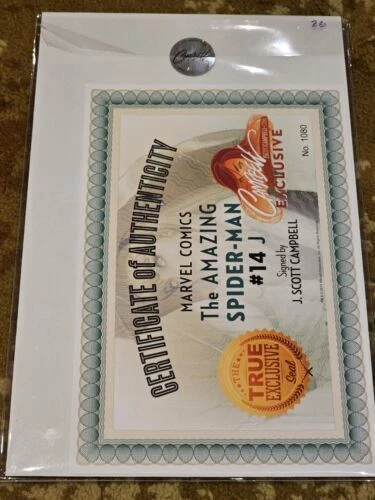 CERTIFICATE of AUTHENTICITY
MARVEL COMICS
The AMAZING
SPIDER-MAN
#14 J
Signed by
J. SCOTT CAMPBELL
THE
TRUE
EXCLUSIVE
Seal
Campbell
EXCLUSIVE
No. 1080